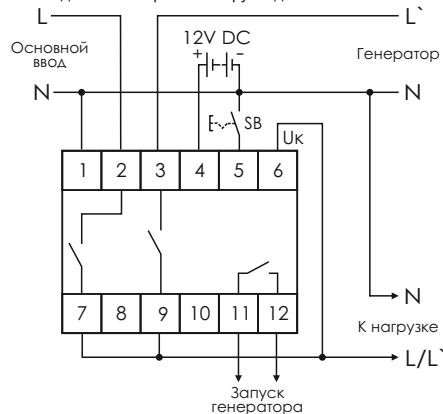 L
L`
12V DC
Основной
ввод
Генератор
+
−
N
N
SB
Uк
1 2 3 4 5 6
N
7 8 9 10 11 12
К нагрузке
L/L`
Запуск
генератора